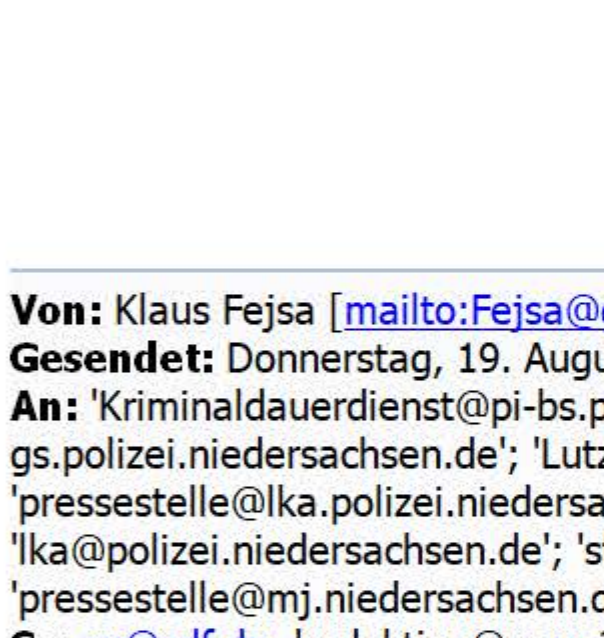 Von: Klaus Fejsa [mailto:Fejsa@
Gesendet: Donnerstag, 19. Augu
An: 'Kriminaldauerdienst@pi-bs.p
gs.polizei.niedersachsen.de'; 'Lutz
'pressestelle@lka.polizei.niedersa
'lka@polizei.niedersachsen.de'; 's
'pressestelle@mj.niedersachsen.d